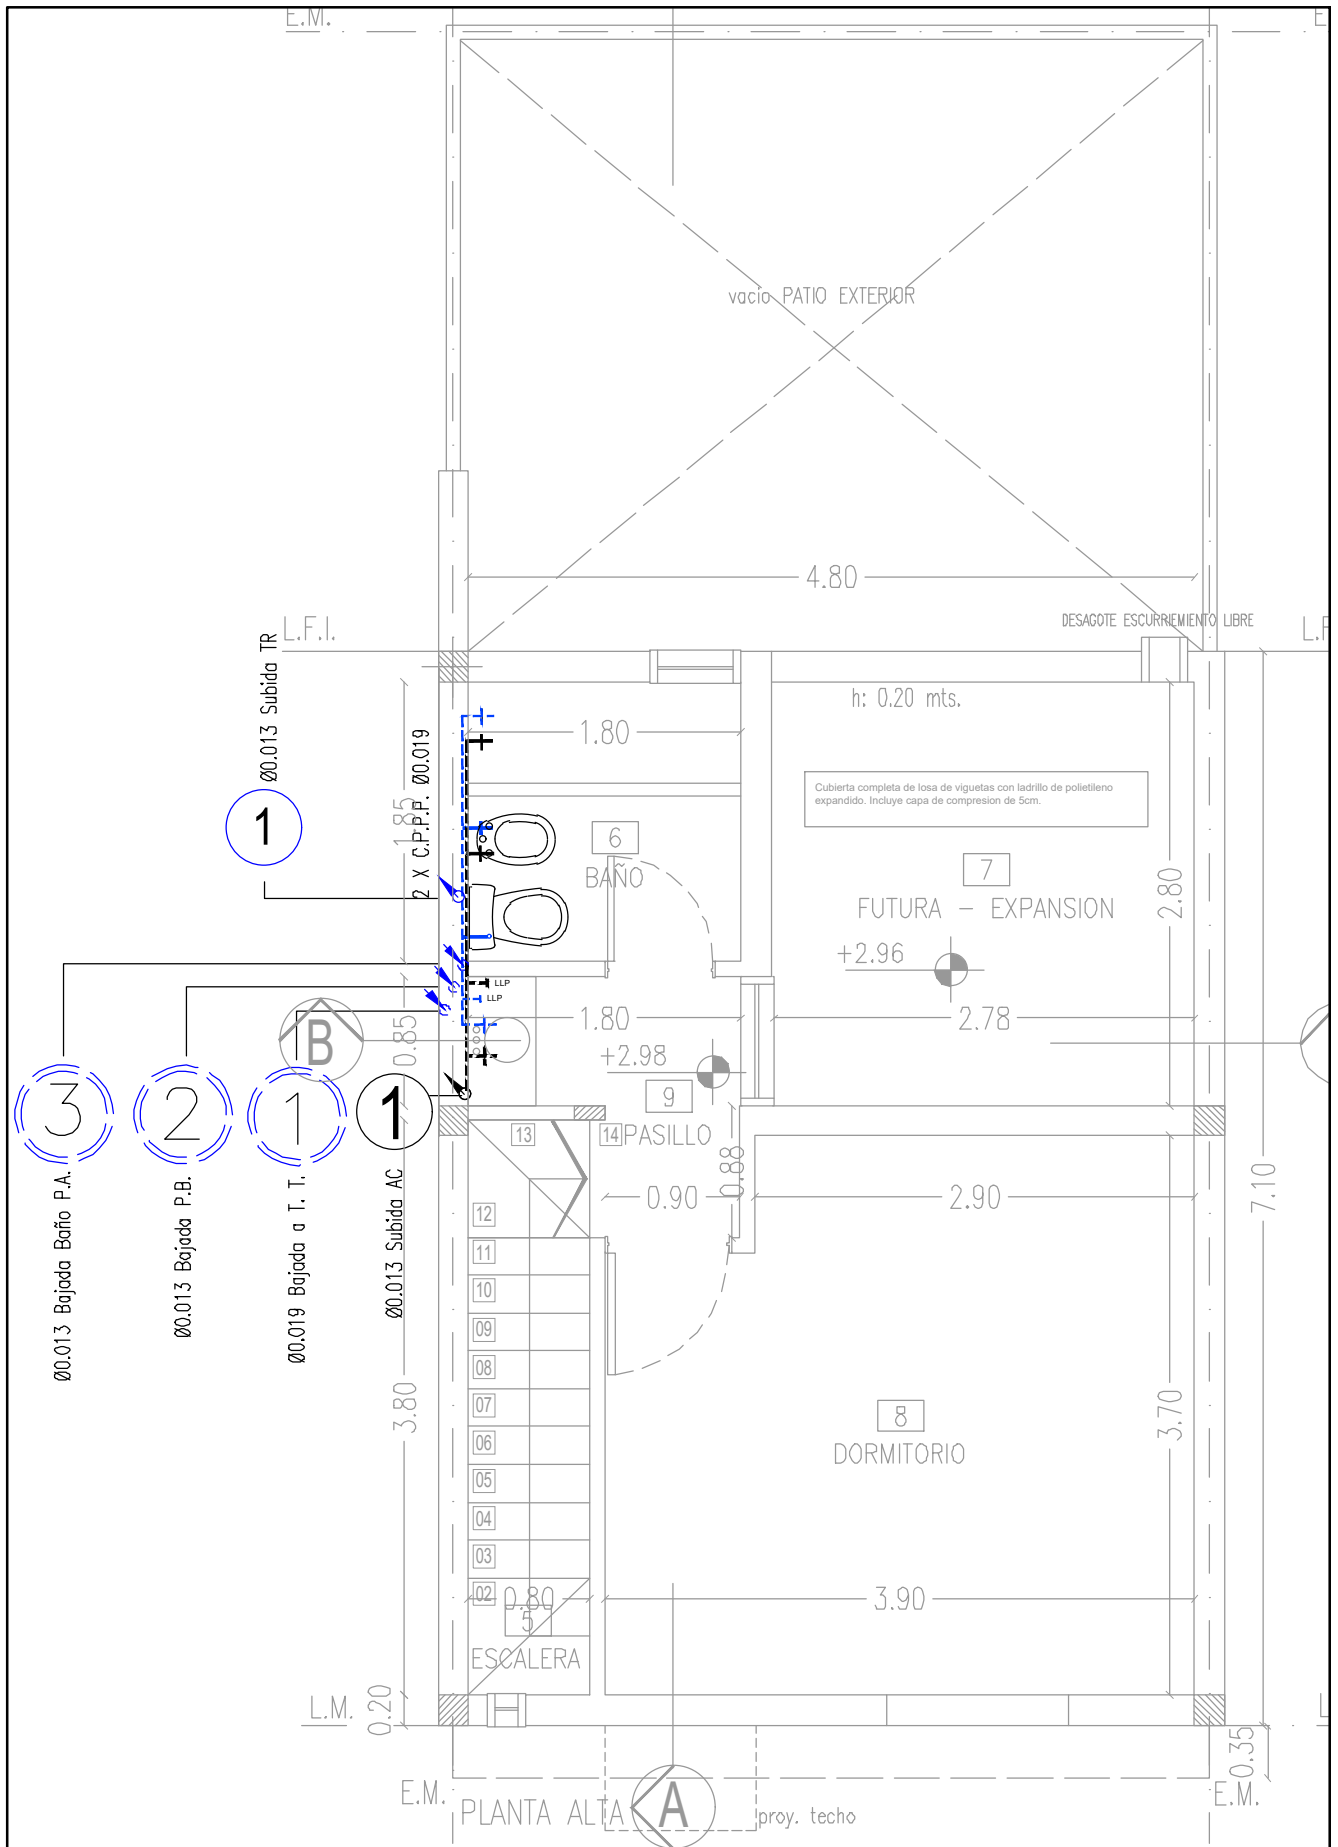 E.M.
E
vacio PATIO EXTERIOR
4.80
DESAGOTE ESCURRIEMIENTO LIBRE
L.F.I.
L.F
Ø0.013 Subida TR
1
2 X C.P.P.P. Ø0.019
1.85
1.80
h: 0.20 mts.
Cubierta completa de losa de viguetas con ladrillo de polietileno
expandido. Incluye capa de compresion de 5cm.
6
BAÑO
7
FUTURA - EXPANSION
2.80
+2.96
LLP
LLP
1.80
2.78
0.85
B
+2.98
9
PASILLO
3
2
1
1
Ø0.013 Bajada Baño P.A.
Ø0.013 Bajada P.B.
Ø0.019 Bajada a T. T.
Ø0.013 Subida AC
13
14
0.88
0.90
2.90
7.10
12
11
10
09
08
07
06
05
04
03
02
3.80
8
DORMITORIO
3.70
0.80
3.90
5
ESCALERA
L.M.
0.20
L
0.35
E.M.
E.M.
PLANTA ALTA
A
proy. techo